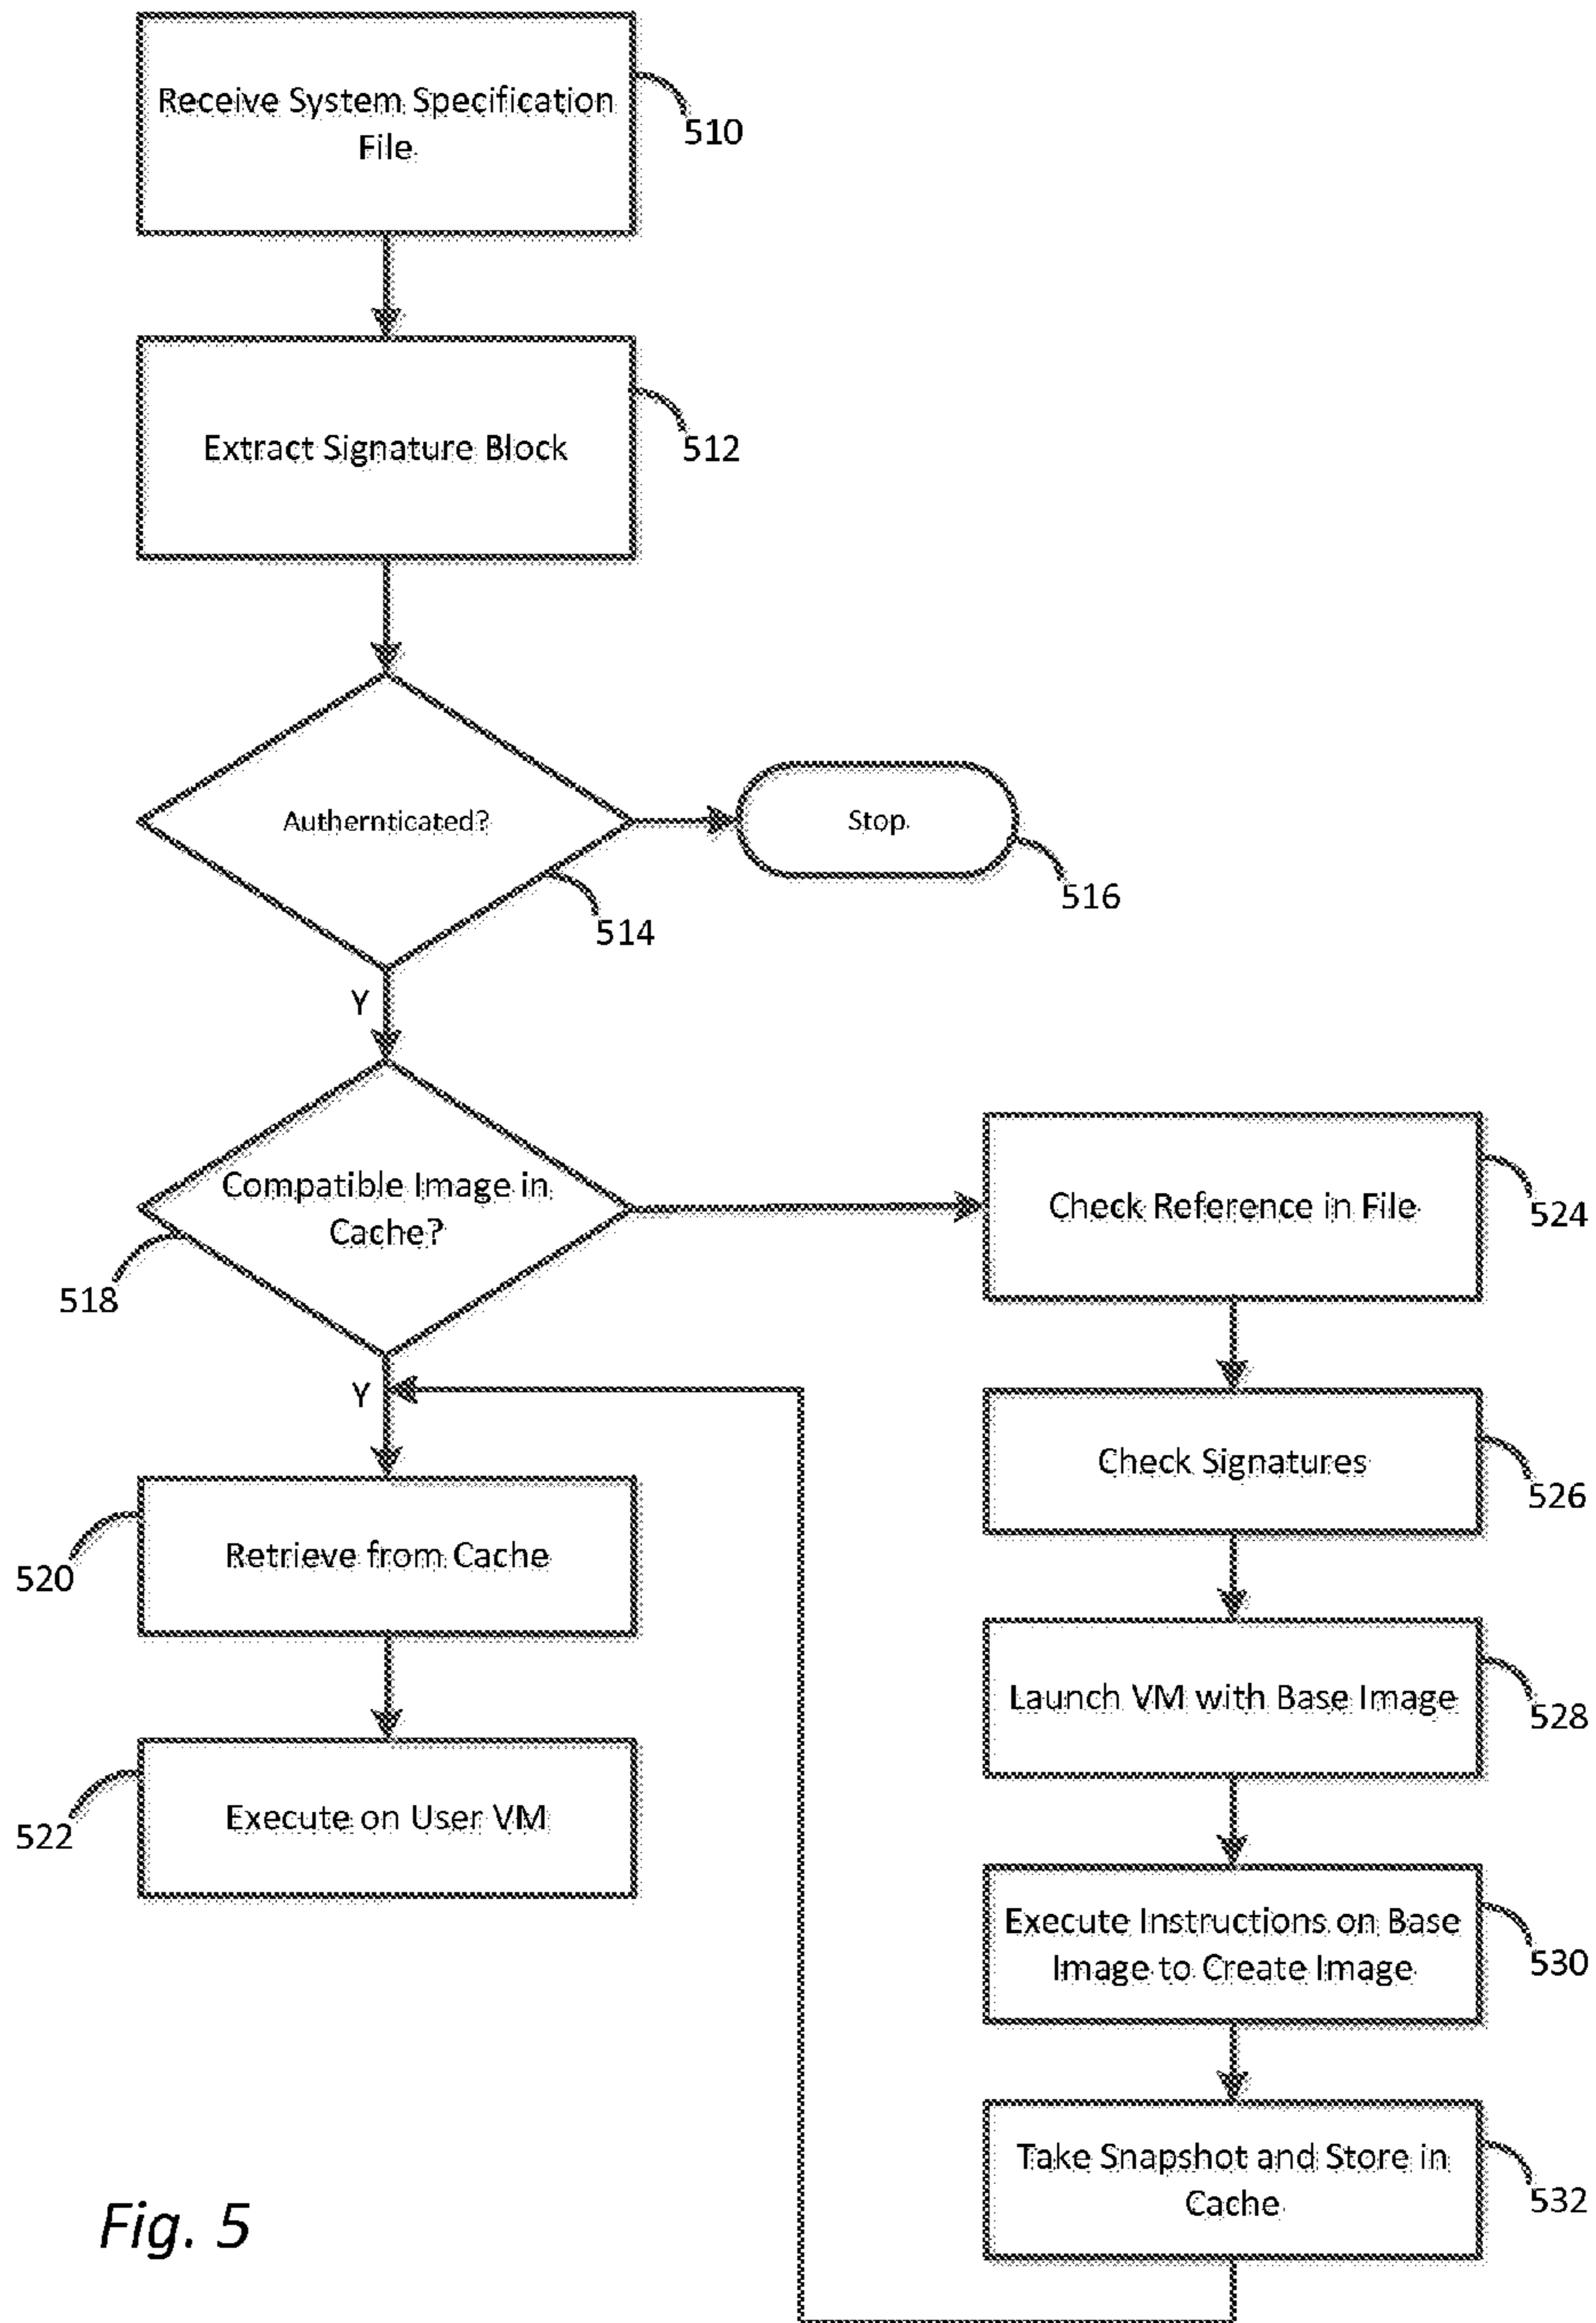 Receive System Specification
File
510
Extract Signature Block
512
Authernticated?
514
Stop
516
Y
Compatible Image in
Cache?
518
Y
Retrieve from Cache
520
Execute on User VM
522
Check Reference in File
524
Check Signatures
526
Launch VM with Base Image
528
Execute Instructions on Base
Image to Create Image
530
Take Snapshot and Store in
Cache
532
Fig. 5